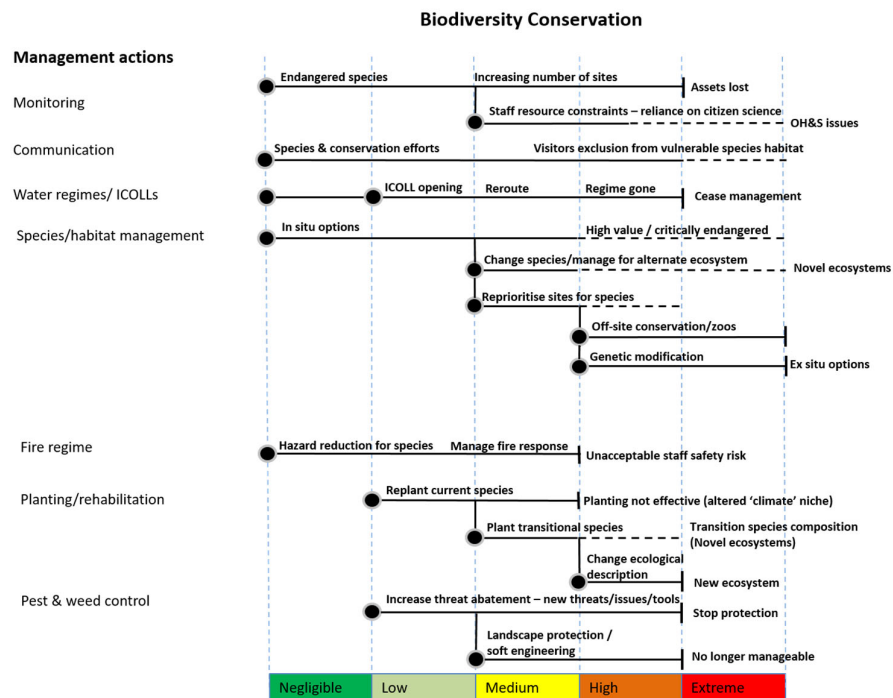 Biodiversity Conservation
Management actions
Endangered species
Increasing number of sites
Assets lost
Monitoring
Staff resource constraints – reliance on citizen science
OH&S issues
Communication
Species & conservation efforts
Visitors exclusion from vulnerable species habitat
Water regimes/ ICOLLs
ICOLL opening
Reroute
Regime gone
Cease management
Species/habitat management
In situ options
High value / critically endangered
Change species/manage for alternate ecosystem
Novel ecosystems
Reprioritise sites for species
Off-site conservation/zoos
Genetic modification
Ex situ options
Fire regime
Hazard reduction for species
Manage fire response
Unacceptable staff safety risk
Planting/rehabilitation
Replant current species
Planting not effective (altered ‘climate’ niche)
Plant transitional species
Transition species composition
(Novel ecosystems)
Change ecological
description
New ecosystem
Pest & weed control
Increase threat abatement – new threats/issues/tools
Stop protection
Landscape protection /
soft engineering
No longer manageable
Negligible
Low
Medium
High
Extreme